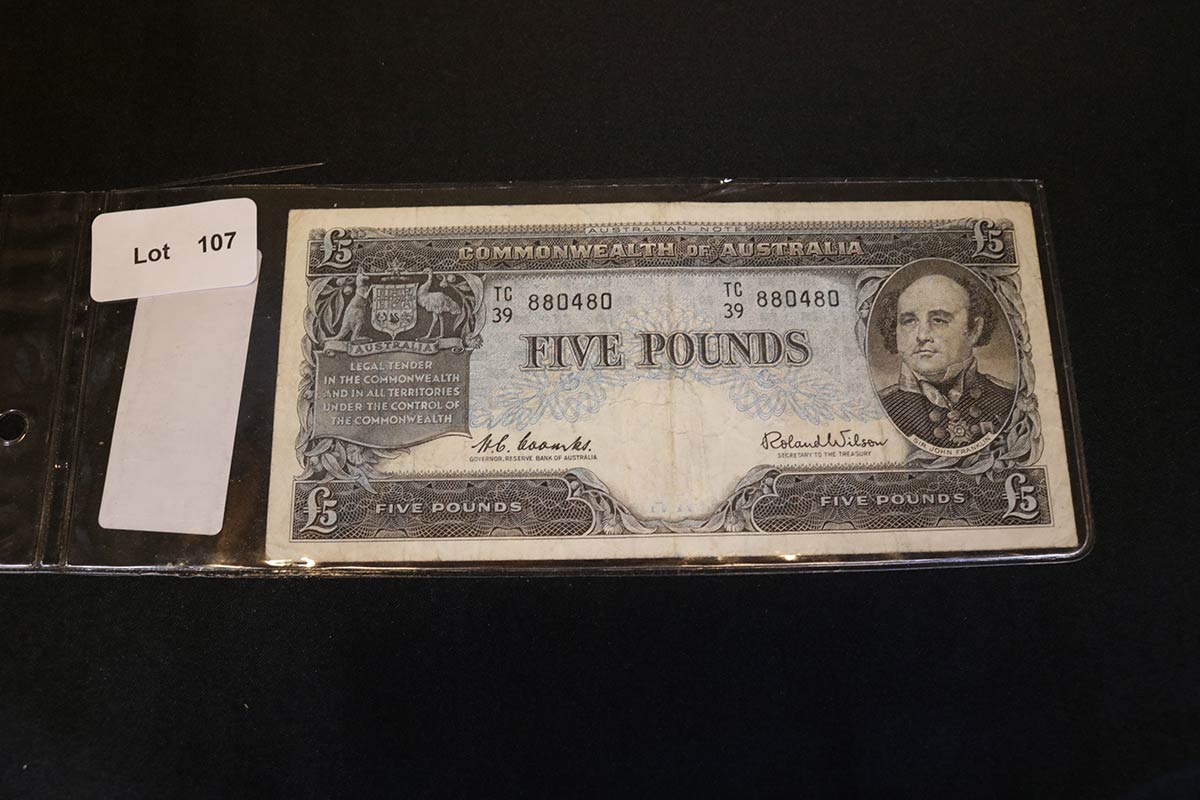 Lot 107
AUSTRALIAN NOTE
£5 COMMONWEALTH OF AUSTRALIA £5
TC 39 880480
TC 39 880480
FIVE POUNDS
AUSTRALIA
LEGAL TENDER
IN THE COMMONWEALTH
AND IN ALL TERRITORIES
UNDER THE CONTROL OF
THE COMMONWEALTH
H.C. Coombs.
GOVERNOR, RESERVE BANK OF AUSTRALIA
Roland Wilson
SECRETARY TO THE TREASURY
SIR JOHN FRANKLIN
£5 FIVE POUNDS
FIVE POUNDS £5